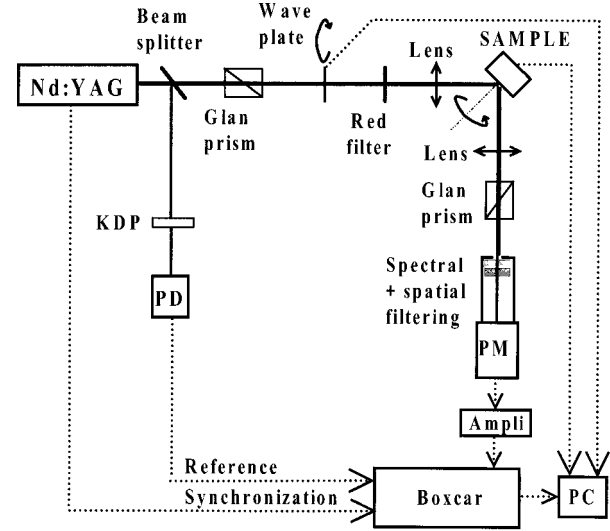 Beam
splitter
Wave
plate
Lens
SAMPLE
Nd:YAG
Glan
prism
Red
filter
Lens
Glan
prism
KDP
Spectral
+ spatial
filtering
PD
PM
Ampli
Reference
Synchronization
Boxcar
PC